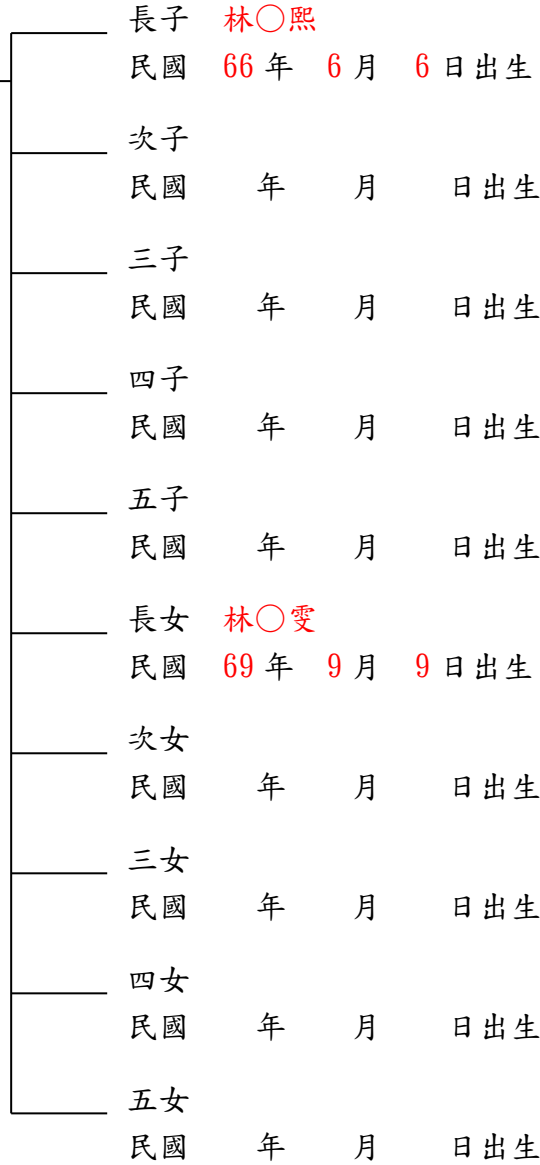 長子 林○熙
民國 66 年 6 月 6 日出生
次子
民國 年 月 日出生
三子
民國 年 月 日出生
四子
民國 年 月 日出生
五子
民國 年 月 日出生
長女 林○雯
民國 69 年 9 月 9 日出生
次女
民國 年 月 日出生
三女
民國 年 月 日出生
四女
民國 年 月 日出生
五女
民國 年 月 日出生